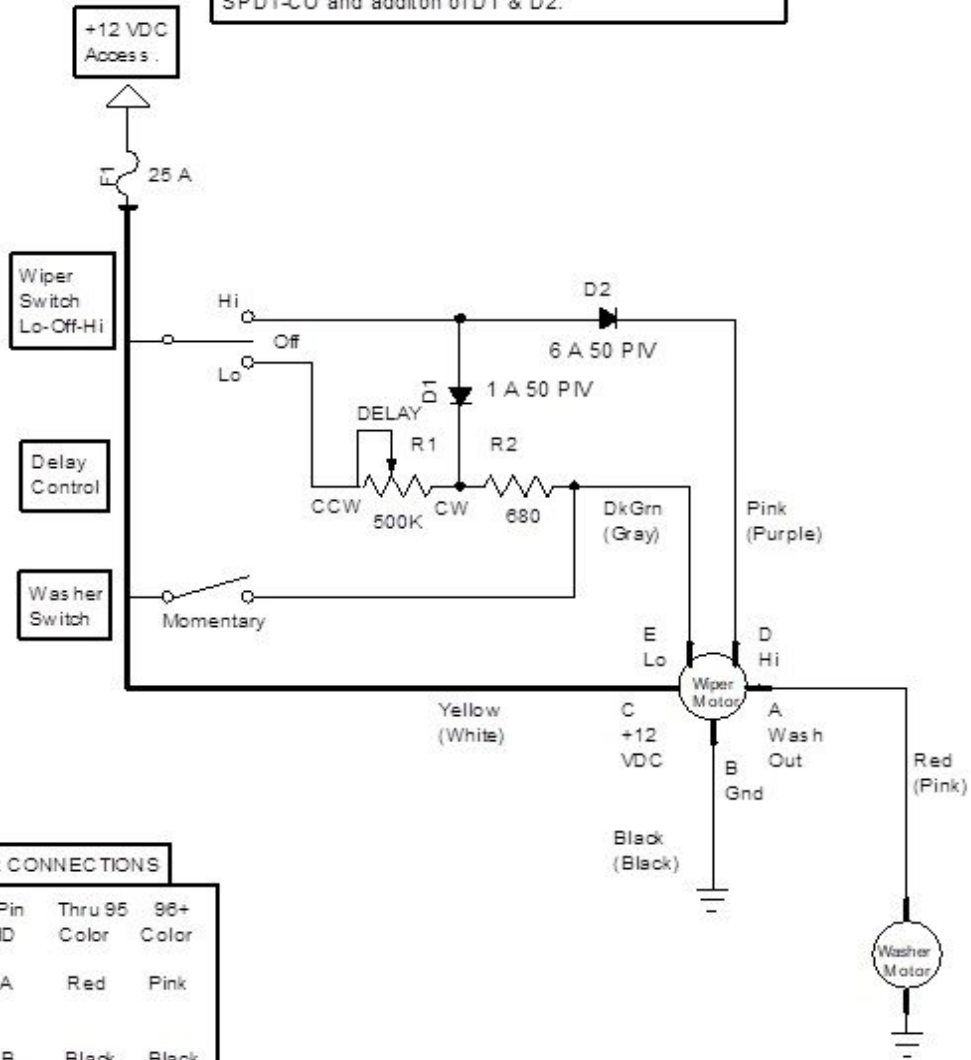 SPDT-CO and additon of D1 & D2.
+12 VDC
Access.
F1
25 A
Wiper
Switch
Lo-Off-Hi
Hi
Off
Lo
D2
6 A 50 PIV
D1
1 A 50 PIV
DELAY
R1
R2
CCW
500K
CW
680
Delay
Control
DkGrn
(Gray)
Pink
(Purple)
Washer
Switch
Momentary
E
Lo
D
Hi
Wiper
Motor
Yellow
(White)
C
+12
VDC
A
Wash
Out
B
Gnd
Red
(Pink)
Black
(Black)
CONNECTIONS
Pin Thru 95 96+
ID Color Color
A Red Pink
B Black Black
Washer
Motor